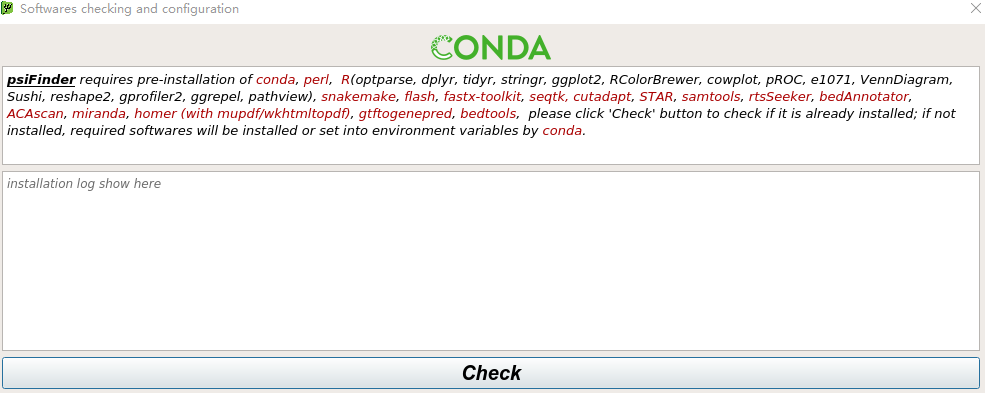 Softwares checking and configuration
CONDA
psiFinder requires pre-installation of conda, perl,  R(optparse, dplyr, tidyr, stringr, ggplot2, RColorBrewer, cowplot, pROC, e1071, VennDiagram,
Sushi, reshape2, gprofiler2, ggrepel, pathview), snakemake, flash, fastx-toolkit, seqtk, cutadapt, STAR, samtools, rtsSeeker, bedAnnotator,
ACAscan, miranda, homer (with mupdf/wkhtmltopdf), gtftogenepred, bedtools,  please click 'Check' button to check if it is already installed; if not
installed, required softwares will be installed or set into environment variables by conda.
installation log show here
Check